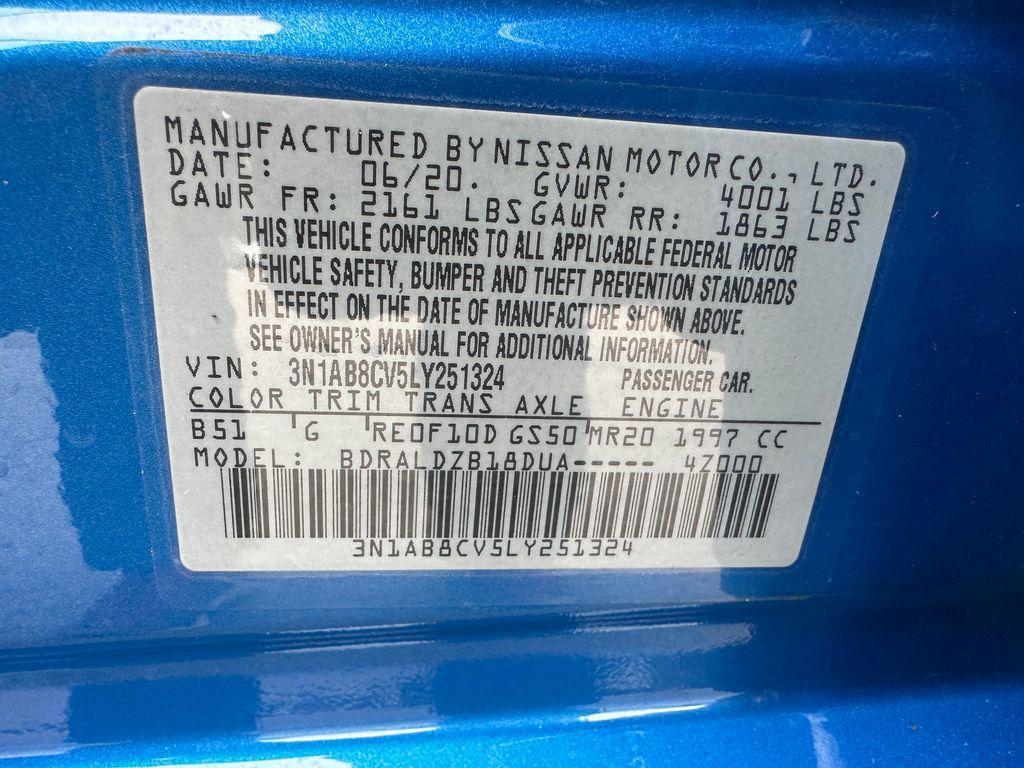 MANUFACTURED BY NISSAN MOTOR CO., LTD.
DATE: 06/20. GVWR: 4001 LBS
GAWR FR: 2161 LBS GAWR RR: 1863 LBS
THIS VEHICLE CONFORMS TO ALL APPLICABLE FEDERAL MOTOR
VEHICLE SAFETY, BUMPER AND THEFT PREVENTION STANDARDS
IN EFFECT ON THE DATE OF MANUFACTURE SHOWN ABOVE.
SEE OWNER'S MANUAL FOR ADDITIONAL INFORMATION.
VIN: 3N1AB8CV5LY251324 PASSENGER CAR.
COLOR TRIM TRANS AXLE ENGINE
B51 G RE0F10D GS50 MR20 1997 CC
MODEL: BDRALDZB18DUA----- 4Z000
3N1AB8CV5LY251324